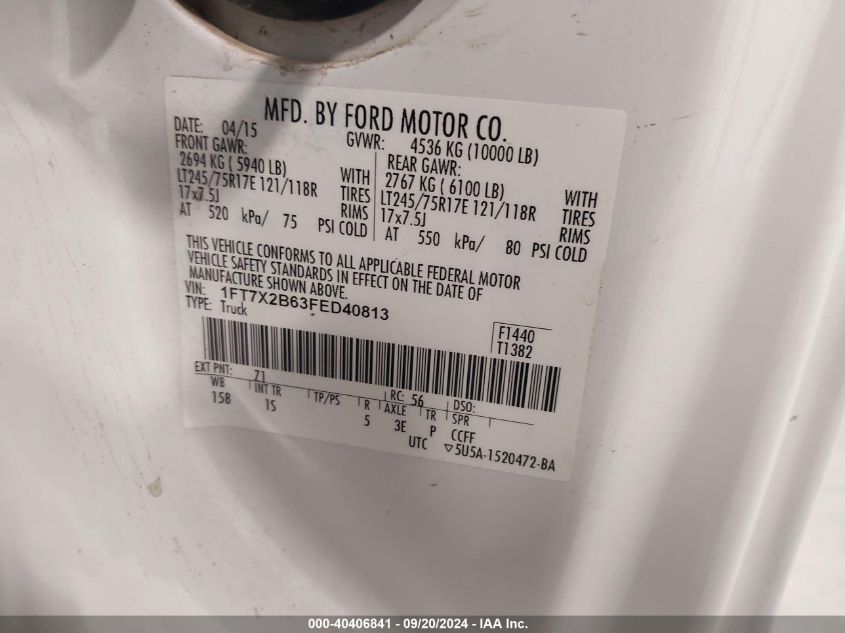 MFD. BY FORD MOTOR CO.
DATE: 04/15 GVWR: 4536 KG (10000 LB)
FRONT GAWR: REAR GAWR:
2694 KG ( 5940 LB) WITH 2767 KG ( 6100 LB) WITH
LT245/75R17E 121/118R TIRES LT245/75R17E 121/118R TIRES
17x7.5J RIMS 17x7.5J RIMS
AT 520 kPa/ 75 PSI COLD AT 550 kPa/ 80 PSI COLD
THIS VEHICLE CONFORMS TO ALL APPLICABLE FEDERAL MOTOR
VEHICLE SAFETY STANDARDS IN EFFECT ON THE DATE OF
MANUFACTURE SHOWN ABOVE.
VIN: 1FT7X2B63FED40813
TYPE: Truck
F1440
T1382
EXT PNT: Z1 RC: 56 DSO:
WB INT TR TP/PS R AXLE TR SPR
158 1S 5 3E P CCFF
UTC ▽5U5A-1520472-BA
000-40406841 - 09/20/2024 - IAA Inc.